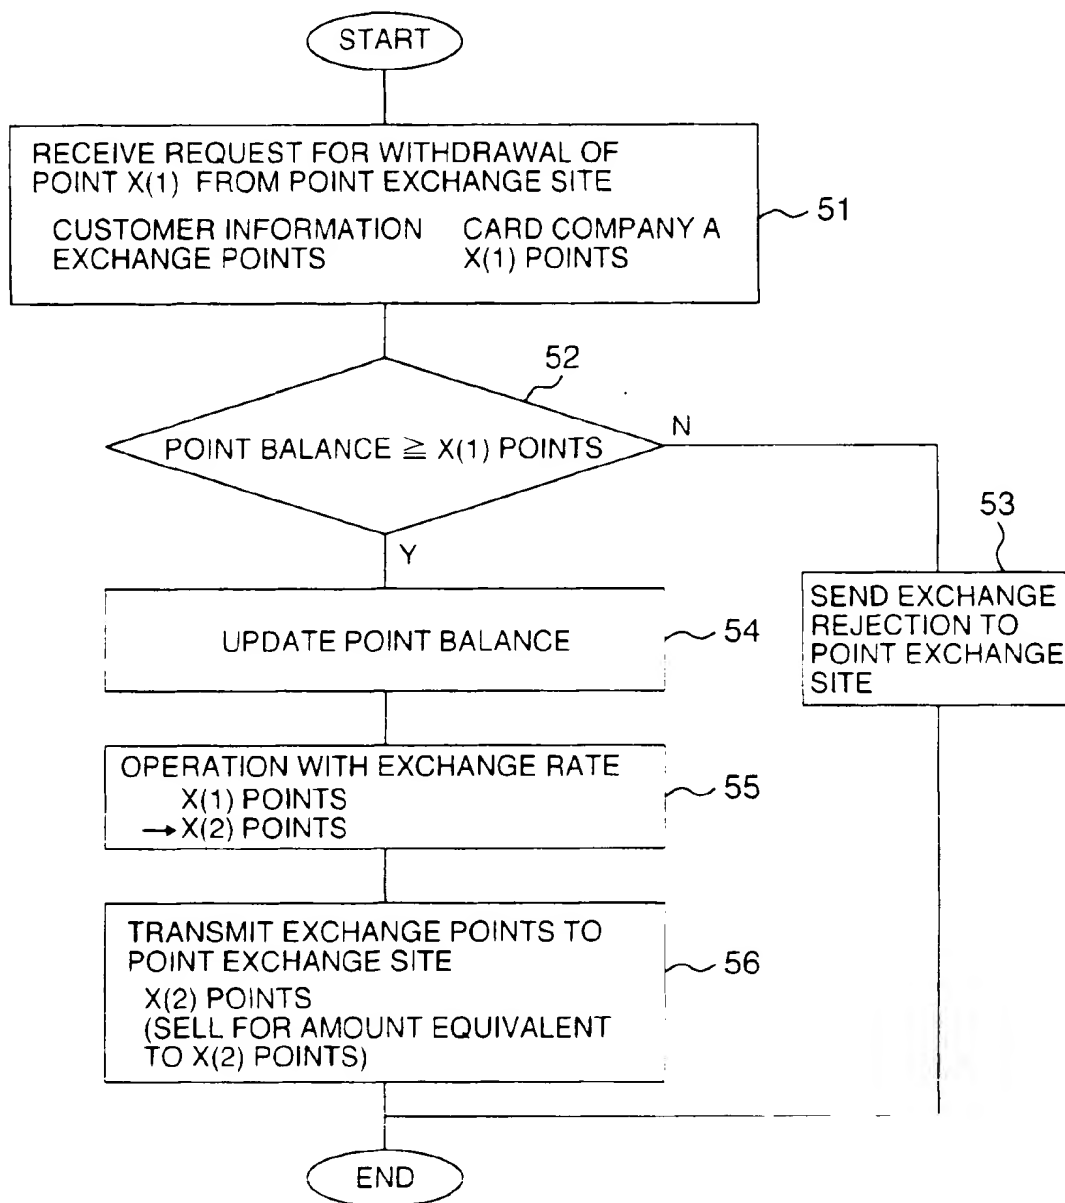 START
RECEIVE REQUEST FOR WITHDRAWAL OF
POINT X(1) FROM POINT EXCHANGE SITE
CUSTOMER INFORMATION CARD COMPANY A
EXCHANGE POINTS X(1) POINTS
51
52
POINT BALANCE ≧ X(1) POINTS
N
Y
53
SEND EXCHANGE
REJECTION TO
POINT EXCHANGE
SITE
UPDATE POINT BALANCE
54
OPERATION WITH EXCHANGE RATE
X(1) POINTS
→X(2) POINTS
55
TRANSMIT EXCHANGE POINTS TO
POINT EXCHANGE SITE
X(2) POINTS
(SELL FOR AMOUNT EQUIVALENT
TO X(2) POINTS)
56
END